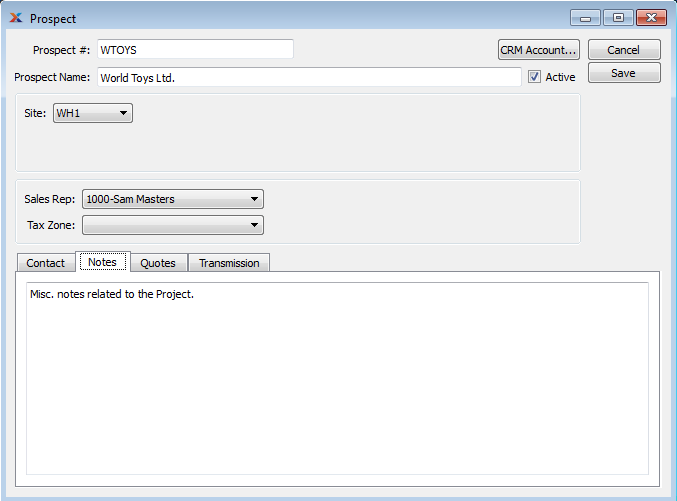 Prospect
Prospect #: WTOYS CRM Account... Cancel
Prospect Name: World Toys Ltd. Active Save
Site: WH1
Sales Rep: 1000-Sam Masters
Tax Zone:
Contact Notes Quotes Transmission
Misc. notes related to the Project.